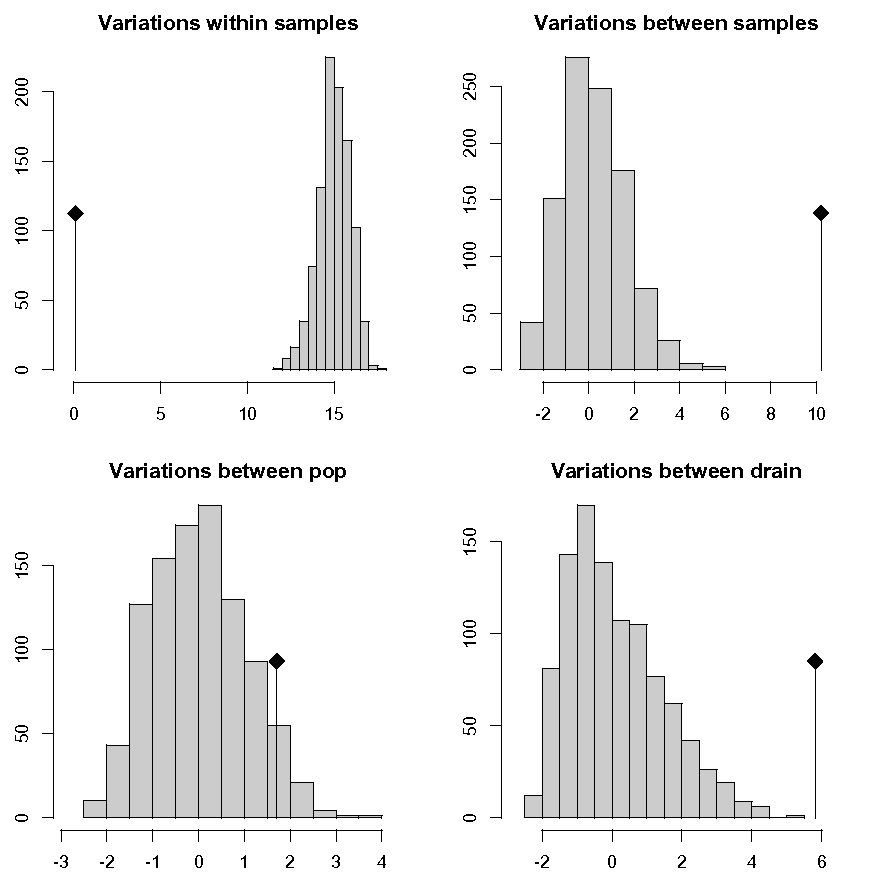 Variations within samples
200
150
100
50
0
0 5 10 15
Variations between samples
250
200
150
100
50
0
-2 0 2 4 6 8 10
Variations between pop
150
100
50
0
-3 -2 -1 0 1 2 3 4
Variations between drain
150
100
50
0
-2 0 2 4 6